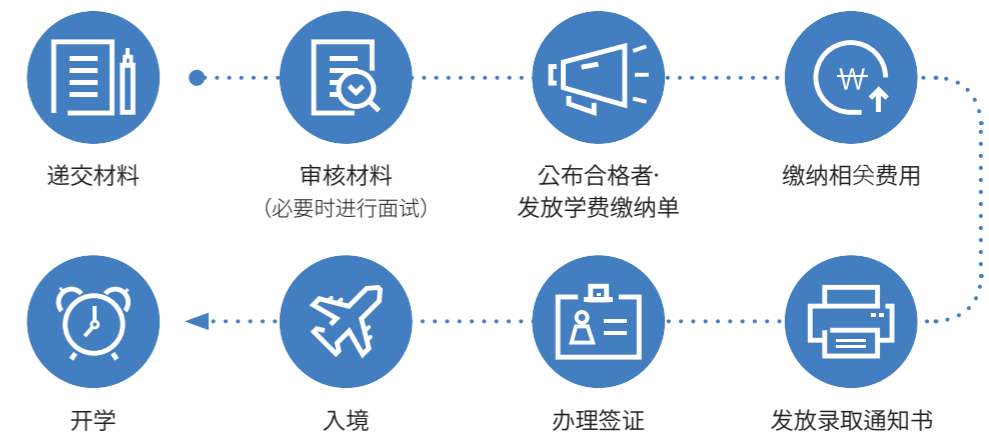 ₩
递交材料
审核材料
（必要时进行面试）
公布合格者·
发放学费缴纳单
缴纳相关费用
发放录取通知书
办理签证
入境
开学